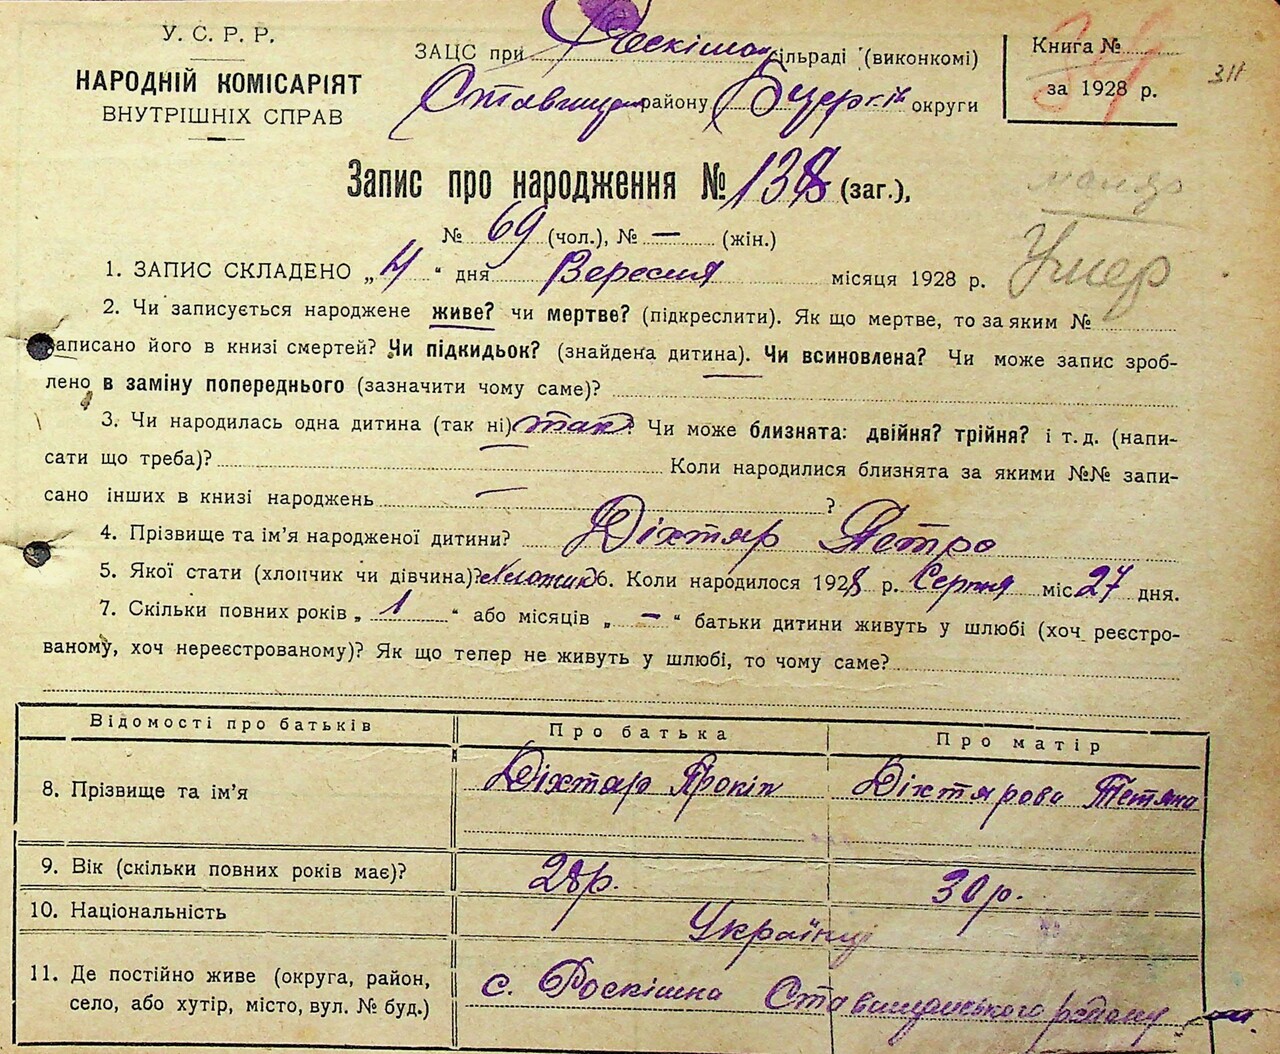 У. С. Р. Р.
НАРОДНІЙ КОМІСАРІЯТ
ВНУТРІШНІХ СПРАВ
ЗАЦС при Роскішан сільраді (виконкомі)
Ставищан району Б Церків округи
Книга №
за 1928 р.
311
Запис про народження № 138 (заг.),
№ 69 (чол.), № — (жін.)
Умер
1. ЗАПИС СКЛАДЕНО „4“ дня Вересня місяця 1928 р.
2. Чи записується народжене живе? чи мертве? (підкреслити). Як що мертве, то за яким №
записано його в книзі смертей? Чи підкидьок? (знайдена дитина). Чи всиновлена? Чи може запис зроб-
лено в заміну попереднього (зазначити чому саме)?
3. Чи народилась одна дитина (так ні) так? Чи може близнята: двійня? трійня? і т. д. (напи-
сати що треба)? Коли народилися близнята за якими №№ запи-
сано інших в книзі народжень — ?
4. Прізвище та ім'я народженої дитини? Діхтяр Петро
5. Якої стати (хлопчик чи дівчина)? Хлопчик 6. Коли народилося 1928 р. Серпня міс 27 дня.
7. Скільки повних років „ 1 “ або місяців „ — “ батьки дитини живуть у шлюбі (хоч реєстро-
ваному, хоч нереєстрованому)? Як що тепер не живуть у шлюбі, то чому саме?
Відомості про батьків Про батька Про матір
8. Прізвище та ім'я Діхтяр Прокіп Діхтярова Тетяна
9. Вік (скільки повних років має)? 28 р. 30 р.
10. Національність Українці
11. Де постійно живе (округа, район,
село, або хутір, місто, вул. № буд.) с. Роскішна Ставищанського району